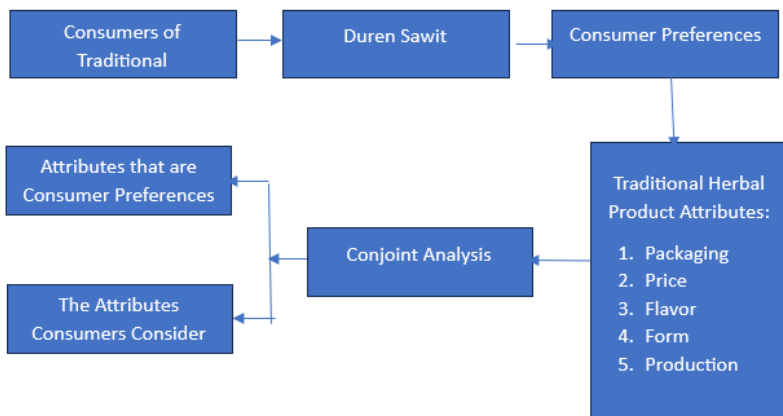 Consumers of
Traditional
Duren Sawit
Consumer Preferences
Traditional Herbal
Product Attributes:
1. Packaging
2. Price
3. Flavor
4. Form
5. Production
Conjoint Analysis
Attributes that are
Consumer Preferences
The Attributes
Consumers Consider